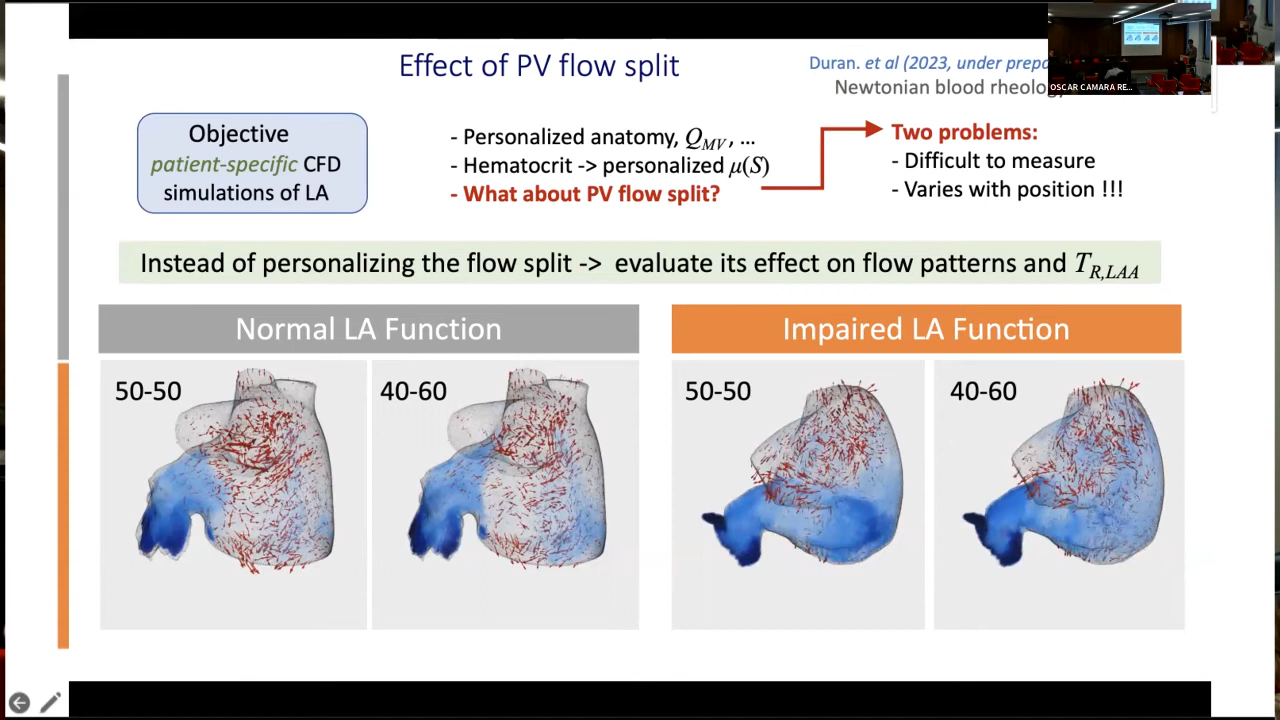 Effect of PV flow split
Duran. et al (2023, under prepa
Newtonian blood rheolog
OSCAR CAMARA RE...
Objective
patient-specific CFD
simulations of LA
- Personalized anatomy, Q_MV, ...
- Hematocrit -> personalized μ(S)
- What about PV flow split?
Two problems:
- Difficult to measure
- Varies with position !!!
Instead of personalizing the flow split -> evaluate its effect on flow patterns and T_R,LAA
Normal LA Function
Impaired LA Function
50-50
40-60
50-50
40-60